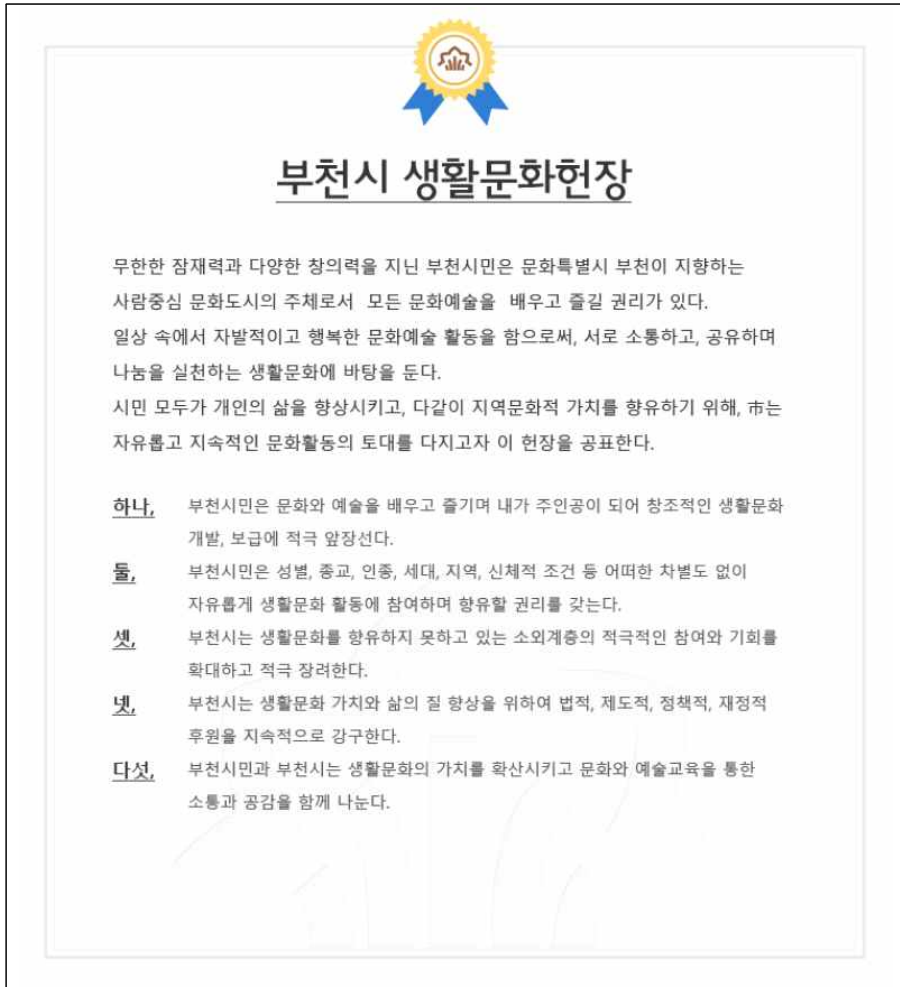 부천시 생활문화헌장
무한한 잠재력과 다양한 창의력을 지닌 부천시민은 문화특별시 부천이 지향하는
사람중심 문화도시의 주체로서 모든 문화예술을 배우고 즐길 권리가 있다.
일상 속에서 자발적이고 행복한 문화예술 활동을 함으로써, 서로 소통하고, 공유하며
나눔을 실천하는 생활문화에 바탕을 둔다.
시민 모두가 개인의 삶을 향상시키고, 다같이 지역문화적 가치를 향유하기 위해, 市는
자유롭고 지속적인 문화활동의 토대를 다지고자 이 헌장을 공표한다.
하나, 부천시민은 문화와 예술을 배우고 즐기며 내가 주인공이 되어 창조적인 생활문화
개발, 보급에 적극 앞장선다.
둘, 부천시민은 성별, 종교, 인종, 세대, 지역, 신체적 조건 등 어떠한 차별도 없이
자유롭게 생활문화 활동에 참여하며 향유할 권리를 갖는다.
셋, 부천시는 생활문화를 향유하지 못하고 있는 소외계층의 적극적인 참여와 기회를
확대하고 적극 장려한다.
넷, 부천시는 생활문화 가치와 삶의 질 향상을 위하여 법적, 제도적, 정책적, 재정적
후원을 지속적으로 강구한다.
다섯, 부천시민과 부천시는 생활문화의 가치를 확산시키고 문화와 예술교육을 통한
소통과 공감을 함께 나눈다.